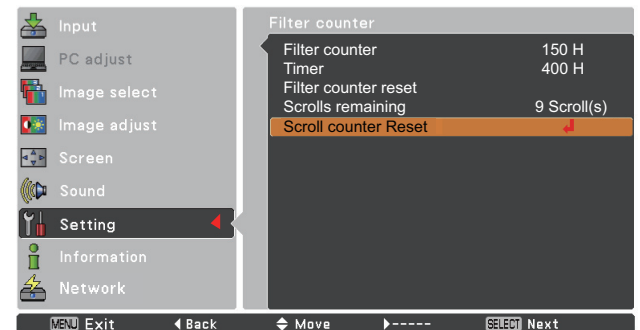 Input
PC adjust
Image select
Image adjust
Screen
Sound
Setting
Information
Network
Filter counter
Filter counter 150 H
Timer 400 H
Filter counter reset
Scrolls remaining 9 Scroll(s)
Scroll counter Reset
MENU Exit Back Move ----- SELECT Next